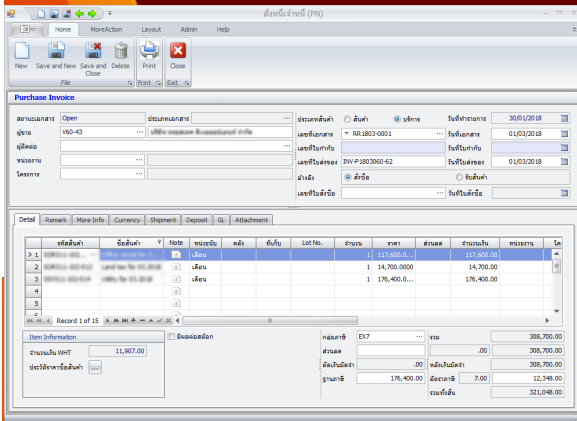 ตั้งหนี้เจ้าหนี้ (PN)
Home MoreAction Layout Admin Help
New Save and New Save and Close Delete Print Close
File Print Exit
Purchase Invoice
สถานะเอกสาร Open ประเภทเอกสาร ... ประเภทสินค้า สินค้า บริการ วันที่ทำรายการ 30/01/2018
ผู้ขาย V60-43 ... เลขที่เอกสาร RR1803-0001 วันที่เอกสาร 01/03/2018
ผู้ติดต่อ เลขที่ใบกำกับ วันที่ใบกำกับ
หน่วยงาน ... เลขที่ใบส่งของ INV-P1803060-62 วันที่ใบส่งของ 01/03/2018
โครงการ ... อ้างอิง สั่งซื้อ รับสินค้า
เลขที่ใบสั่งซื้อ ... วันที่ใบสั่งซื้อ
Detail Remark More Info Currency Shipment Deposit GL Attachment
รหัสสินค้า ชื่อสินค้า Note หน่วยนับ คลัง ที่เก็บ Lot No. จำนวน ราคา ส่วนลด จำนวนเงิน หน่วยงาน โค
1 เดือน 1 117,600.0... 117,600.00
2 เดือน 1 14,700.0000 14,700.00
3 เดือน 1 176,400.0... 176,400.00
4
5
Record 1 of 15
Item Information มีผลต่อสต๊อก กลุ่มภาษี EX7 ... รวม 308,700.00
จำนวนเงิน WHT 11,907.00 ส่วนลด .00 308,700.00
ประวัติราคาซื้อสินค้า ... ตัดเงินมัดจำ .00 หลังเงินมัดจำ 308,700.00
ฐานภาษี 176,400.00 อัตราภาษี 7.00 12,348.00
รวมทั้งสิ้น 321,048.00